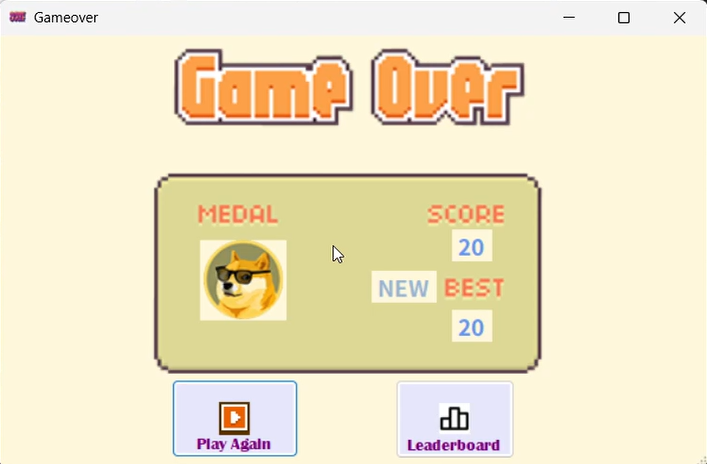 Gameover
Game Over
MEDAL
SCORE
20
NEW BEST
20
Play Again
Leaderboard